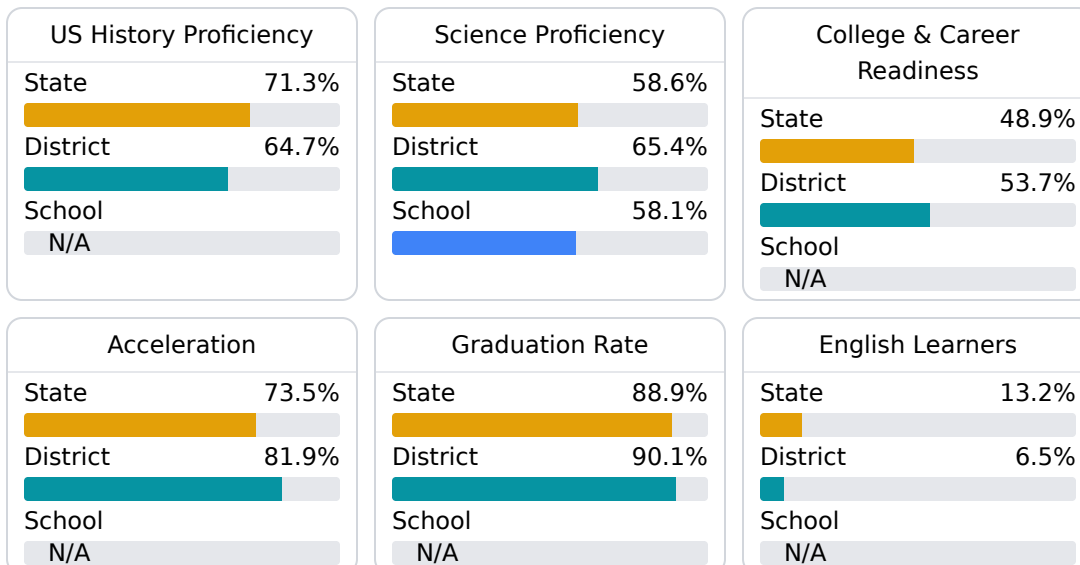 US History Proficiency
State 71.3%
District 64.7%
School
N/A
Science Proficiency
State 58.6%
District 65.4%
School 58.1%
College & Career
Readiness
State 48.9%
District 53.7%
School
N/A
Acceleration
State 73.5%
District 81.9%
School
N/A
Graduation Rate
State 88.9%
District 90.1%
School
N/A
English Learners
State 13.2%
District 6.5%
School
N/A